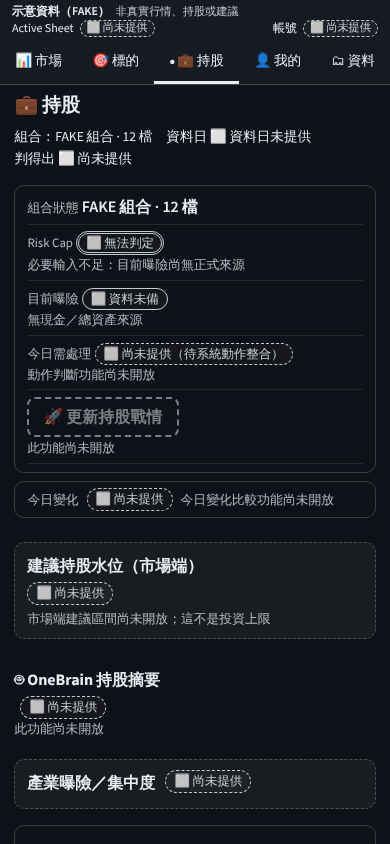 示意資料（FAKE） 非真實行情、持股或建議
Active Sheet ⬜ 尚未提供 帳號 ⬜ 尚未提供
📊 市場 🎯 標的 ●💼 持股 👤 我的 🗂 資料
💼 持股
組合：FAKE 組合 · 12 檔 資料日 ⬜ 資料日未提供
判得出 ⬜ 尚未提供
組合狀態 FAKE 組合 · 12 檔
Risk Cap ⬜ 無法判定
必要輸入不足：目前曝險尚無正式來源
目前曝險 ⬜ 資料未備
無現金／總資產來源
今日需處理 ⬜ 尚未提供（待系統動作整合）
動作判斷功能尚未開放
🚀 更新持股戰情
此功能尚未開放
今日變化 ⬜ 尚未提供 今日變化比較功能尚未開放
建議持股水位（市場端）
⬜ 尚未提供
市場端建議區間尚未開放；這不是投資上限
OneBrain 持股摘要
⬜ 尚未提供
此功能尚未開放
產業曝險／集中度 ⬜ 尚未提供